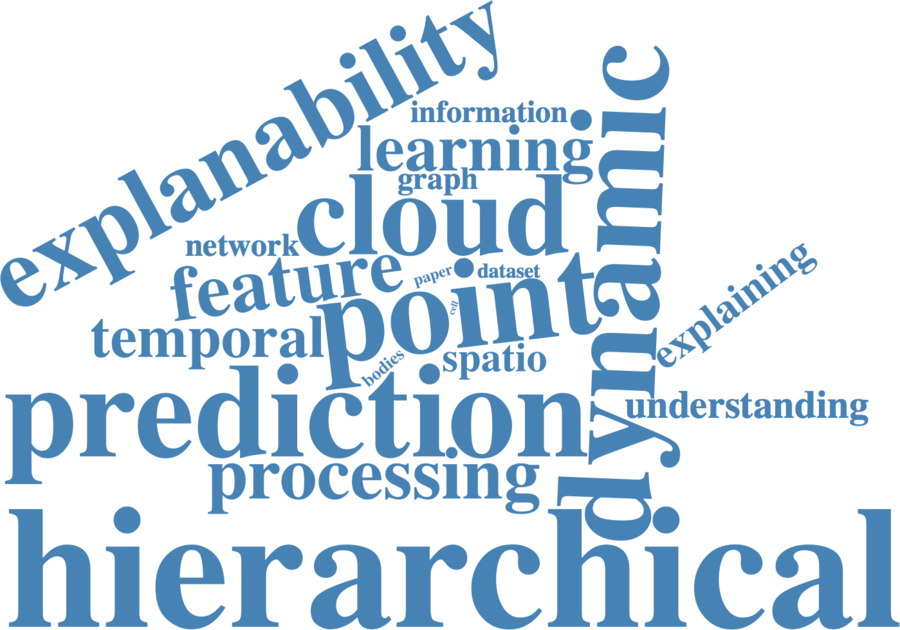 explanability
information
learning
graph
cloud
dynamic
network
feature
paper
dataset
cell
point
explaining
temporal
spatio
bodies
prediction
understanding
processing
hierarchical